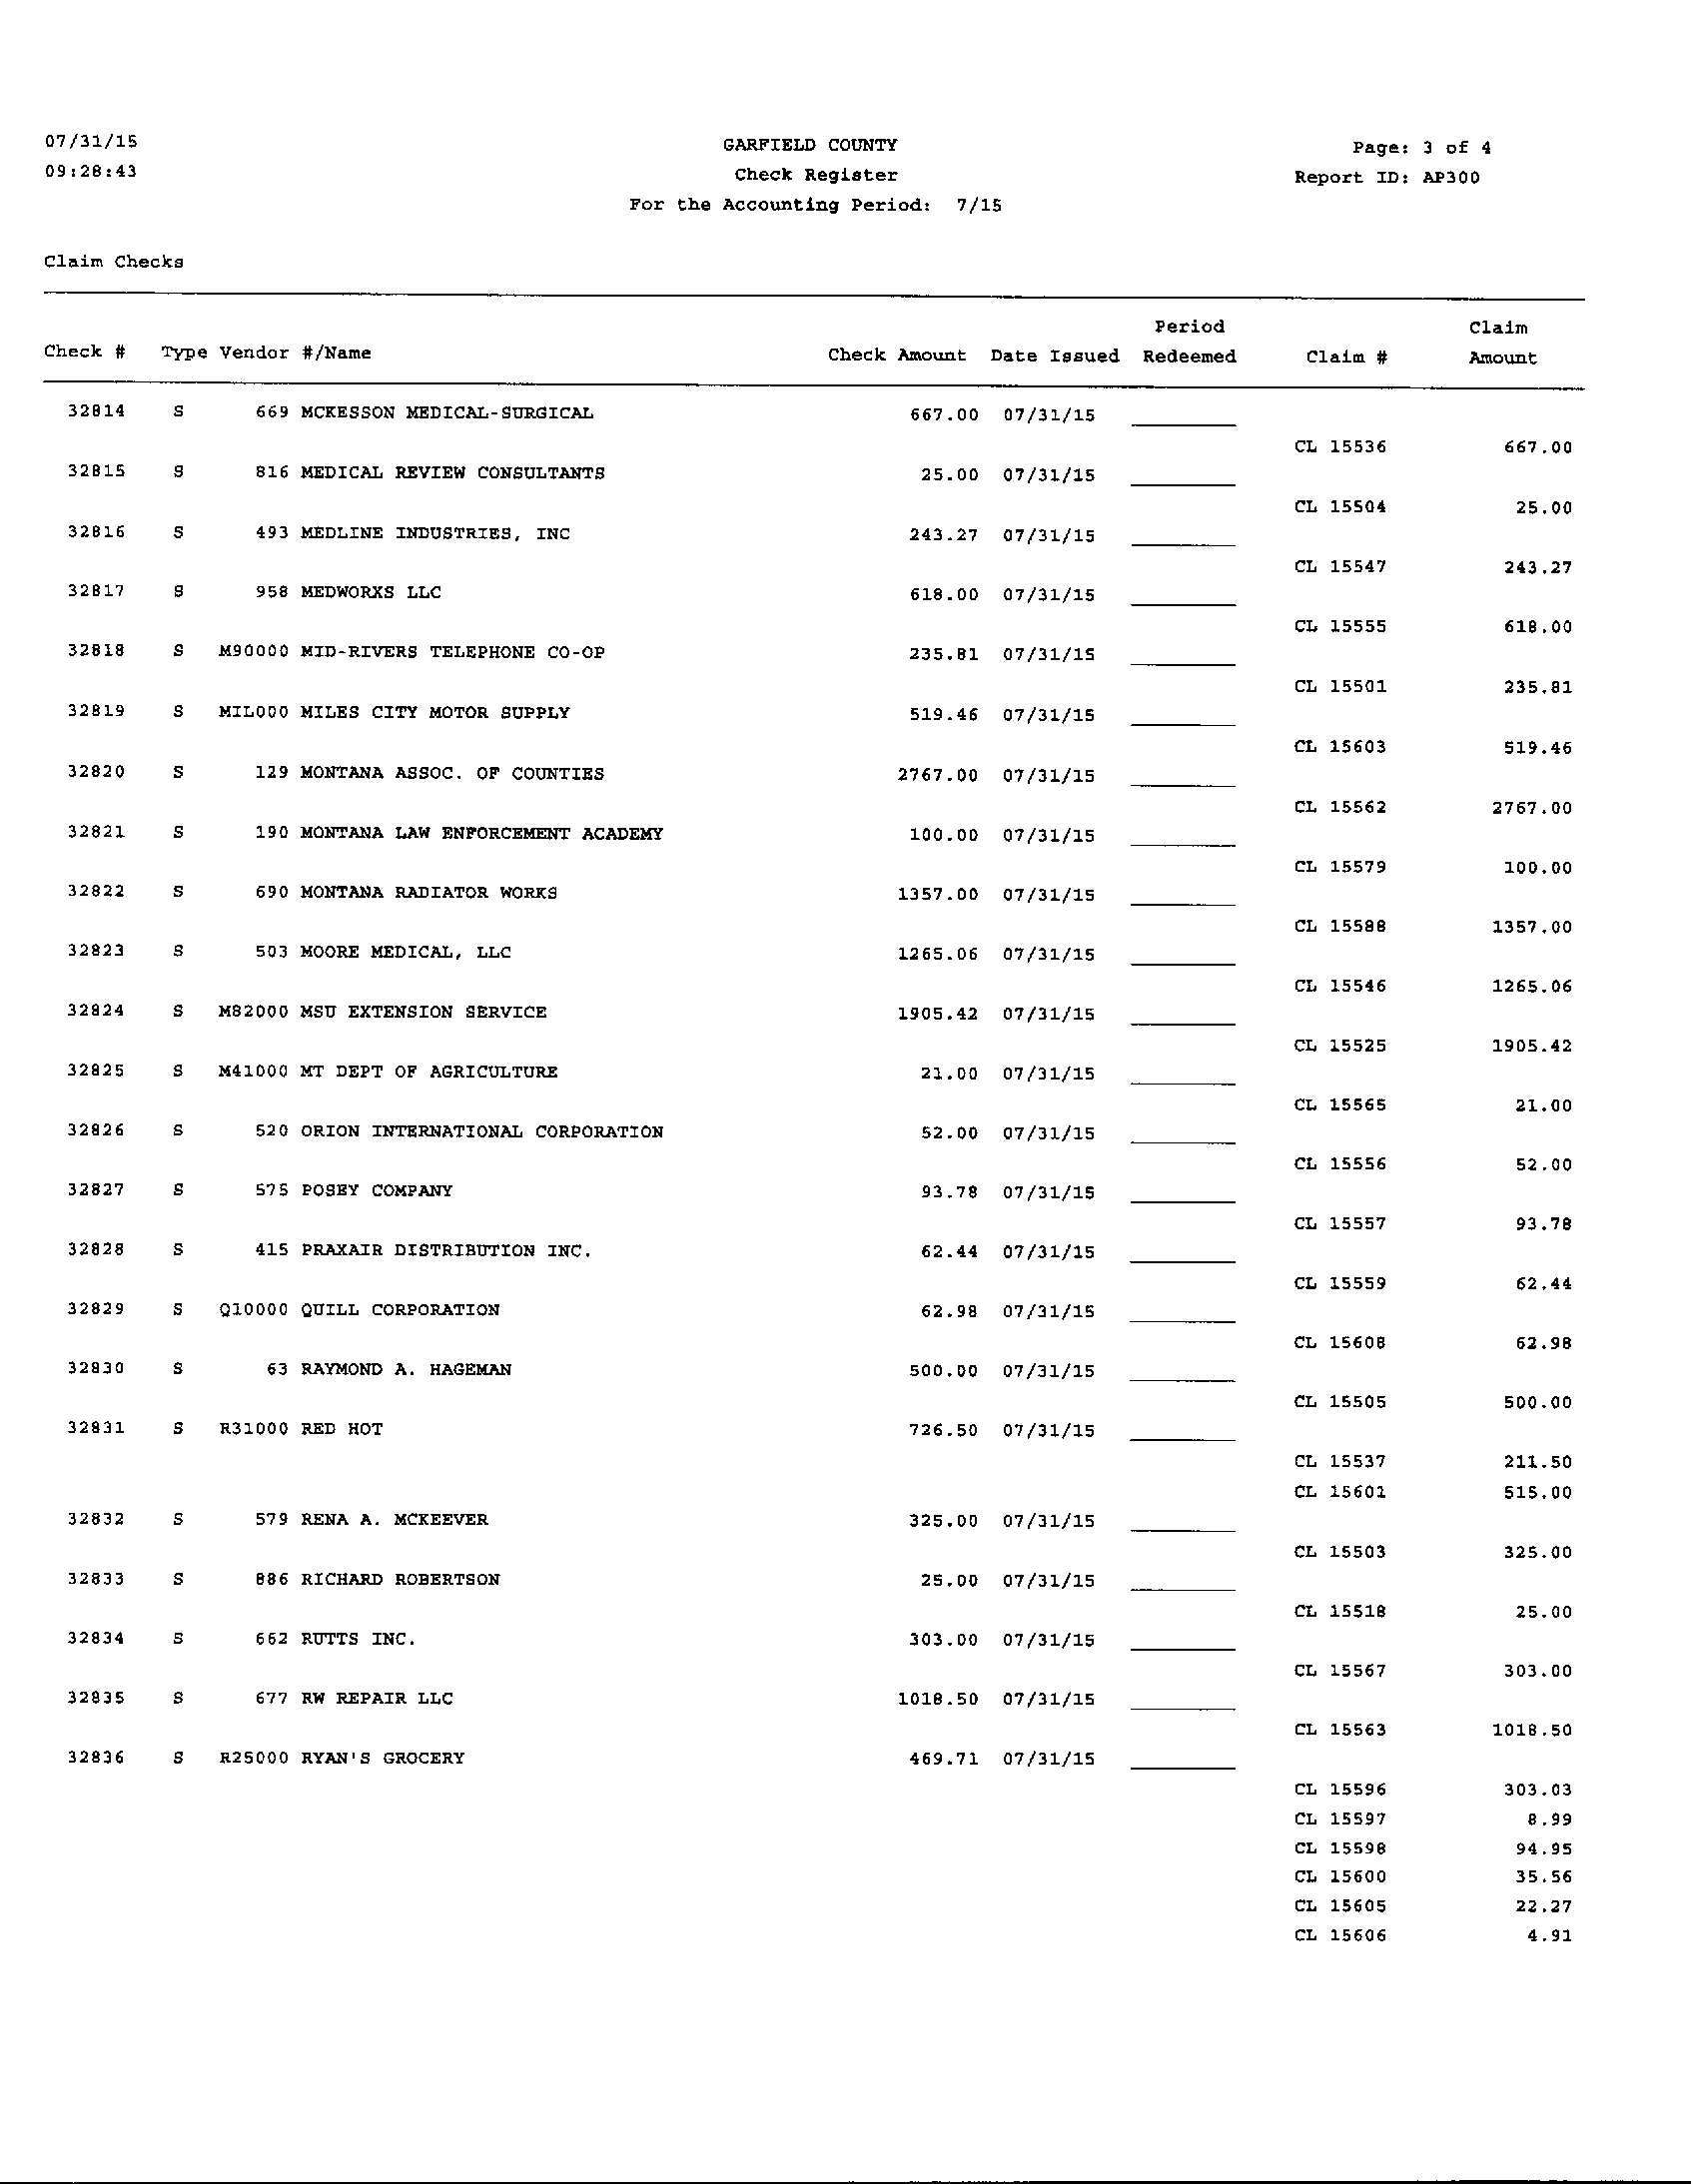 07/31/15 GARFIELD COUNTY Page: 3 of 4
09:28:43 Check Register Report ID: AP300
For the Accounting Period: 7/15
Claim Checks
Period Claim
Check # Type Vendor #/Name Check Amount Date Issued Redeemed Claim # Amount
32814 S 669 MCKESSON MEDICAL-SURGICAL 667.00 07/31/15
CL 15536 667.00
32815 S 816 MEDICAL REVIEW CONSULTANTS 25.00 07/31/15
CL 15504 25.00
32816 S 493 MEDLINE INDUSTRIES, INC 243.27 07/31/15
CL 15547 243.27
32817 S 958 MEDWORXS LLC 618.00 07/31/15
CL 15555 618.00
32818 S M90000 MID-RIVERS TELEPHONE CO-OP 235.81 07/31/15
CL 15501 235.81
32819 S MIL000 MILES CITY MOTOR SUPPLY 519.46 07/31/15
CL 15603 519.46
32820 S 129 MONTANA ASSOC. OF COUNTIES 2767.00 07/31/15
CL 15562 2767.00
32821 S 190 MONTANA LAW ENFORCEMENT ACADEMY 100.00 07/31/15
CL 15579 100.00
32822 S 690 MONTANA RADIATOR WORKS 1357.00 07/31/15
CL 15588 1357.00
32823 S 503 MOORE MEDICAL, LLC 1265.06 07/31/15
CL 15546 1265.06
32824 S M82000 MSU EXTENSION SERVICE 1905.42 07/31/15
CL 15525 1905.42
32825 S M41000 MT DEPT OF AGRICULTURE 21.00 07/31/15
CL 15565 21.00
32826 S 520 ORION INTERNATIONAL CORPORATION 52.00 07/31/15
CL 15556 52.00
32827 S 575 POSEY COMPANY 93.78 07/31/15
CL 15557 93.78
32828 S 415 PRAXAIR DISTRIBUTION INC. 62.44 07/31/15
CL 15559 62.44
32829 S Q10000 QUILL CORPORATION 62.98 07/31/15
CL 15608 62.98
32830 S 63 RAYMOND A. HAGEMAN 500.00 07/31/15
CL 15505 500.00
32831 S R31000 RED HOT 726.50 07/31/15
CL 15537 211.50
CL 15601 515.00
32832 S 579 RENA A. MCKEEVER 325.00 07/31/15
CL 15503 325.00
32833 S 886 RICHARD ROBERTSON 25.00 07/31/15
CL 15518 25.00
32834 S 662 RUTTS INC. 303.00 07/31/15
CL 15567 303.00
32835 S 677 RW REPAIR LLC 1018.50 07/31/15
CL 15563 1018.50
32836 S R25000 RYAN'S GROCERY 469.71 07/31/15
CL 15596 303.03
CL 15597 8.99
CL 15598 94.95
CL 15600 35.56
CL 15605 22.27
CL 15606 4.91